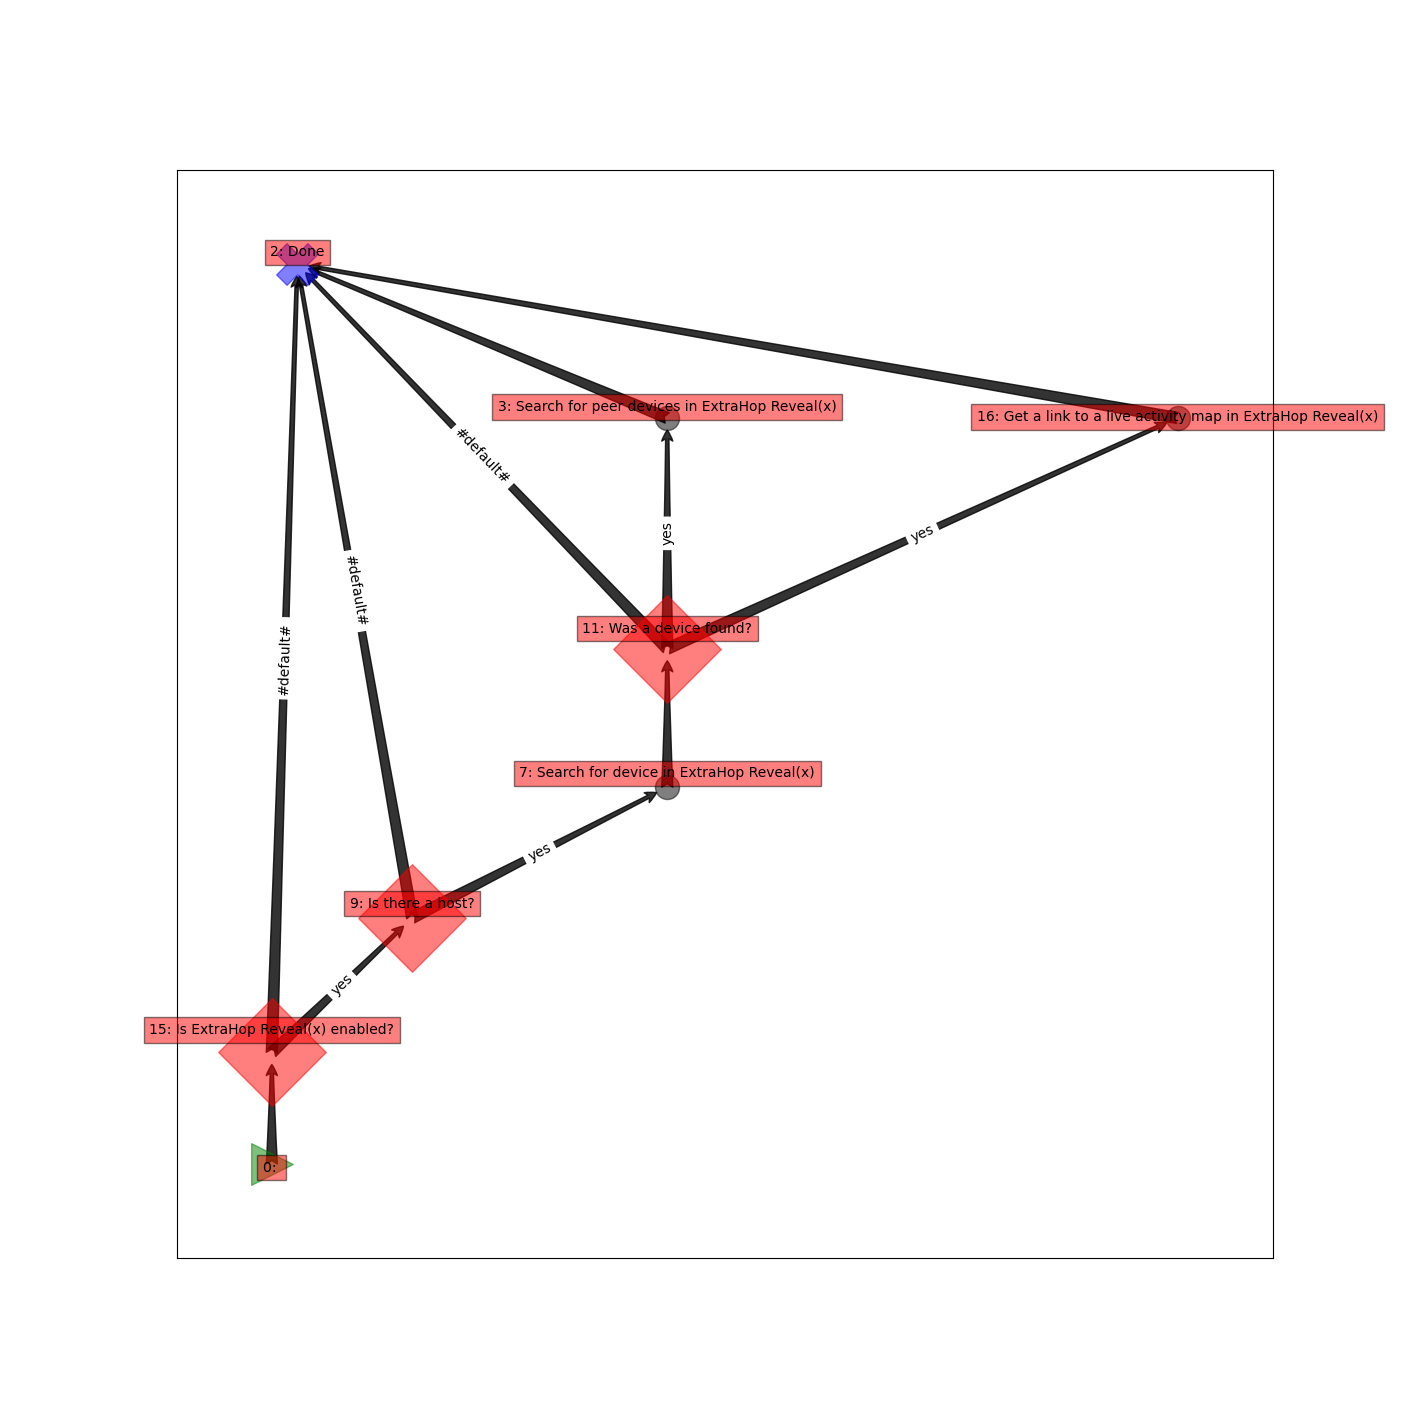 2: Done
3: Search for peer devices in ExtraHop Reveal(x)
16: Get a link to a live activity map in ExtraHop Reveal(x)
#default#
yes
yes
#default#
11: Was a device found?
#default#
7: Search for device in ExtraHop Reveal(x)
yes
9: Is there a host?
yes
15: Is ExtraHop Reveal(x) enabled?
0: